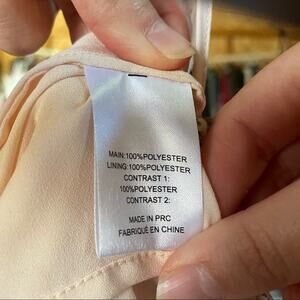 MAIN:100%POLYESTER
LINING:100%POLYESTER
CONTRAST 1:
100%POLYESTER
CONTRAST 2:
MADE IN PRC
FABRIQUÉ EN CHINE